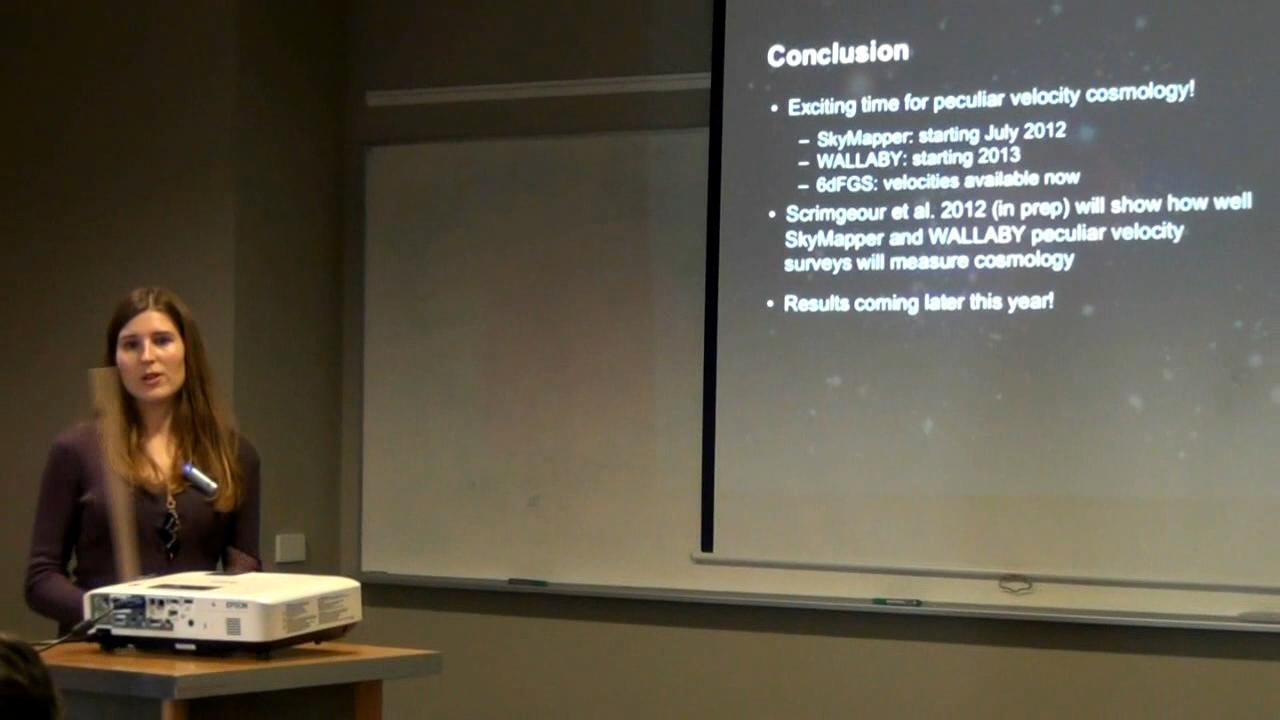 Conclusion
• Exciting time for peculiar velocity cosmology!
– SkyMapper: starting July 2012
– WALLABY: starting 2013
– 6dFGS: velocities available now
• Scrimgeour et al. 2012 (in prep) will show how well
SkyMapper and WALLABY peculiar velocity
surveys will measure cosmology
• Results coming later this year!
EPSON